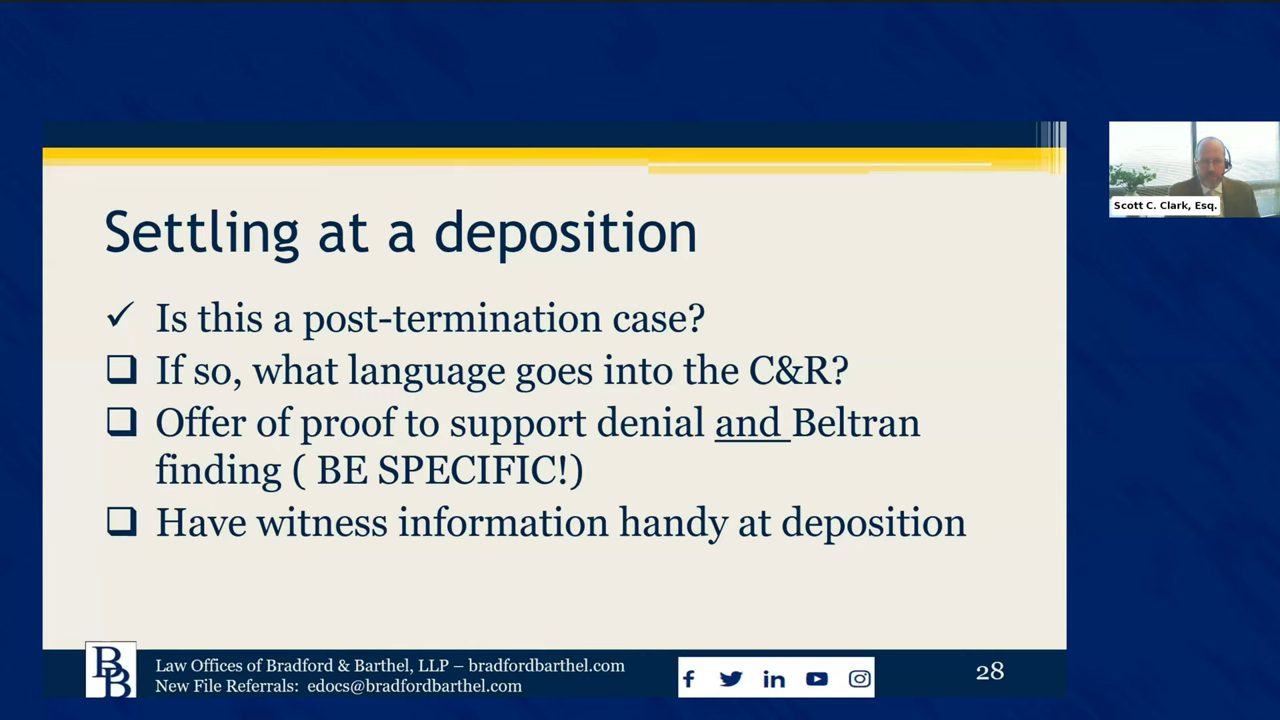 Settling at a deposition
✓ Is this a post-termination case?
❑ If so, what language goes into the C&R?
❑ Offer of proof to support denial and Beltran
finding ( BE SPECIFIC!)
❑ Have witness information handy at deposition
Scott C. Clark, Esq.
BB
Law Offices of Bradford & Barthel, LLP – bradfordbarthel.com
New File Referrals: edocs@bradfordbarthel.com
28